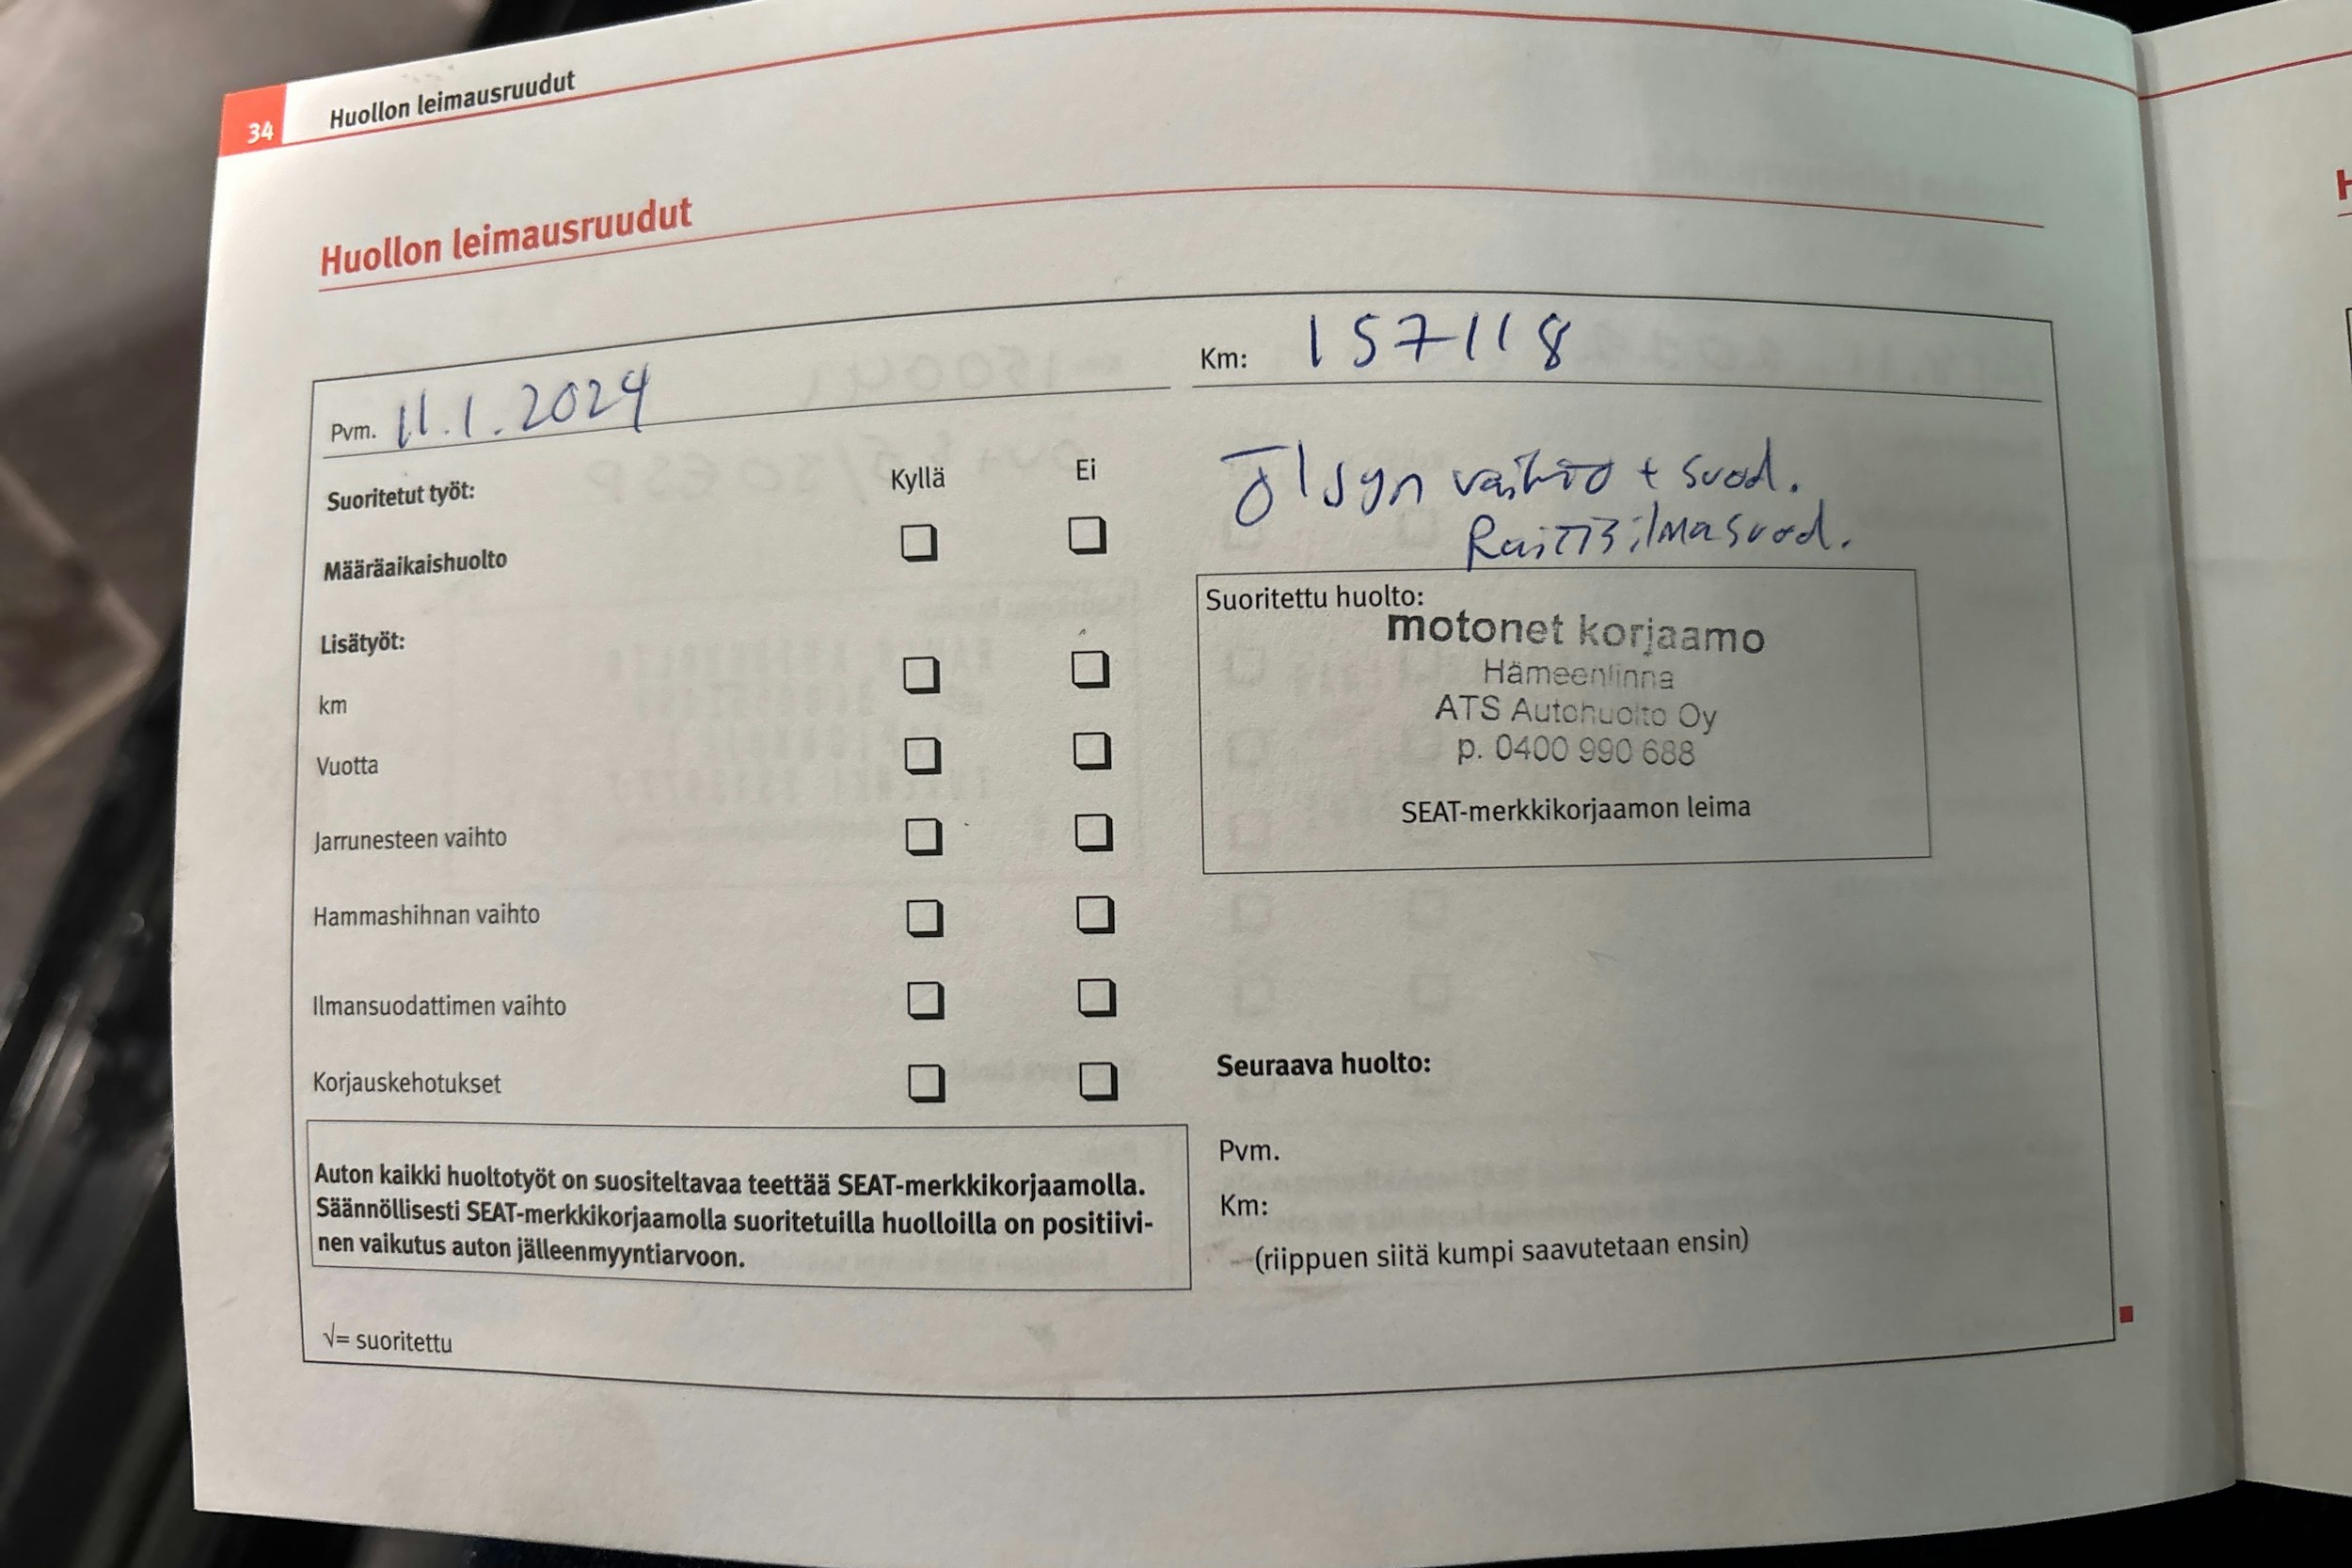 34 Huollon leimausruudut
Huollon leimausruudut
Pvm. 11.1.2024
Km: 157118
Suoritetut työt: Kyllä Ei
Määräaikaishuolto
Lisätyöt:
km
Vuotta
Jarrunesteen vaihto
Hammashihnan vaihto
Ilmansuodattimen vaihto
Korjauskehotukset
Auton kaikki huoltotyöt on suositeltavaa teettää SEAT-merkkikorjaamolla.
Säännöllisesti SEAT-merkkikorjaamolla suoritetuilla huolloilla on positiivi-
nen vaikutus auton jälleenmyyntiarvoon.
√= suoritettu
öljyn vaihto + suod.
Raitisilmasuod.
Suoritettu huolto:
motonet korjaamo
Hämeenlinna
ATS Autohuolto Oy
p. 0400 990 688
SEAT-merkkikorjaamon leima
Seuraava huolto:
Pvm.
Km:
(riippuen siitä kumpi saavutetaan ensin)
H